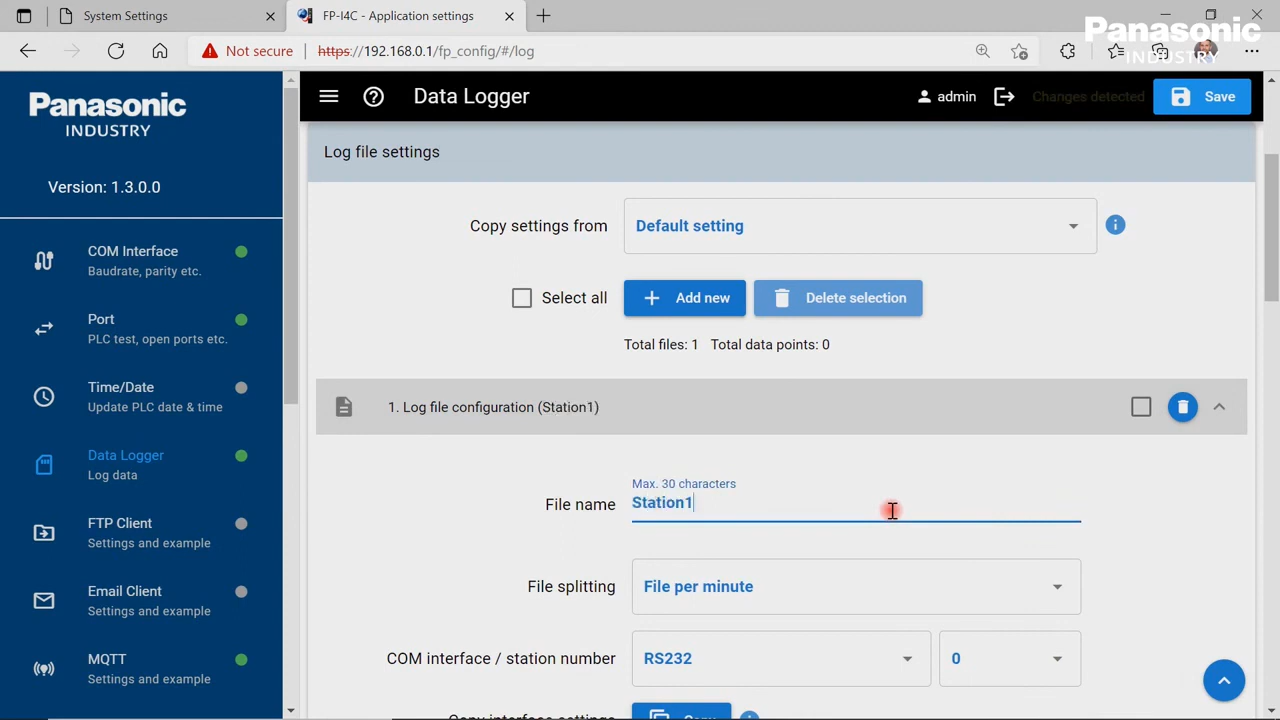 System Settings
FP-I4C - Application settings
Not secure
https://192.168.0.1/fp_config/#/log
Panasonic
INDUSTRY
Panasonic
INDUSTRY
Version: 1.3.0.0
COM Interface
Baudrate, parity etc.
Port
PLC test, open ports etc.
Time/Date
Update PLC date & time
Data Logger
Log data
FTP Client
Settings and example
Email Client
Settings and example
MQTT
Settings and example
Data Logger
admin
Changes detected
Save
Log file settings
Copy settings from
Default setting
Select all
Add new
Delete selection
Total files: 1 Total data points: 0
1. Log file configuration (Station1)
Max. 30 characters
File name
Station1
File splitting
File per minute
COM interface / station number
RS232
0
Copy interface settings
Copy